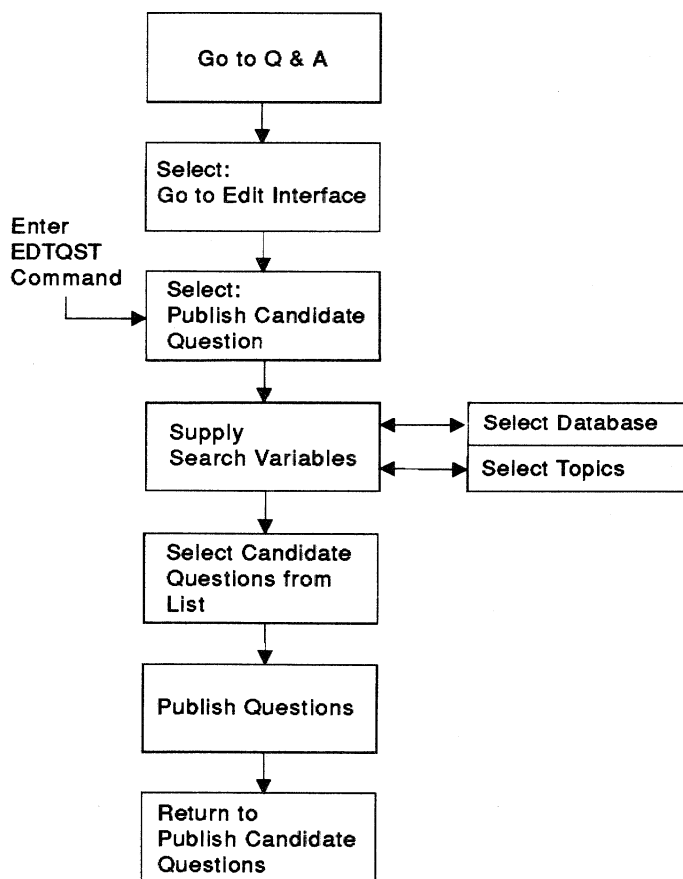 Go to Q & A
Select:
Go to Edit Interface
Enter
EDTQST
Command
Select:
Publish Candidate
Question
Supply
Search Variables
Select Database
Select Topics
Select Candidate
Questions from
List
Publish Questions
Return to
Publish Candidate
Questions